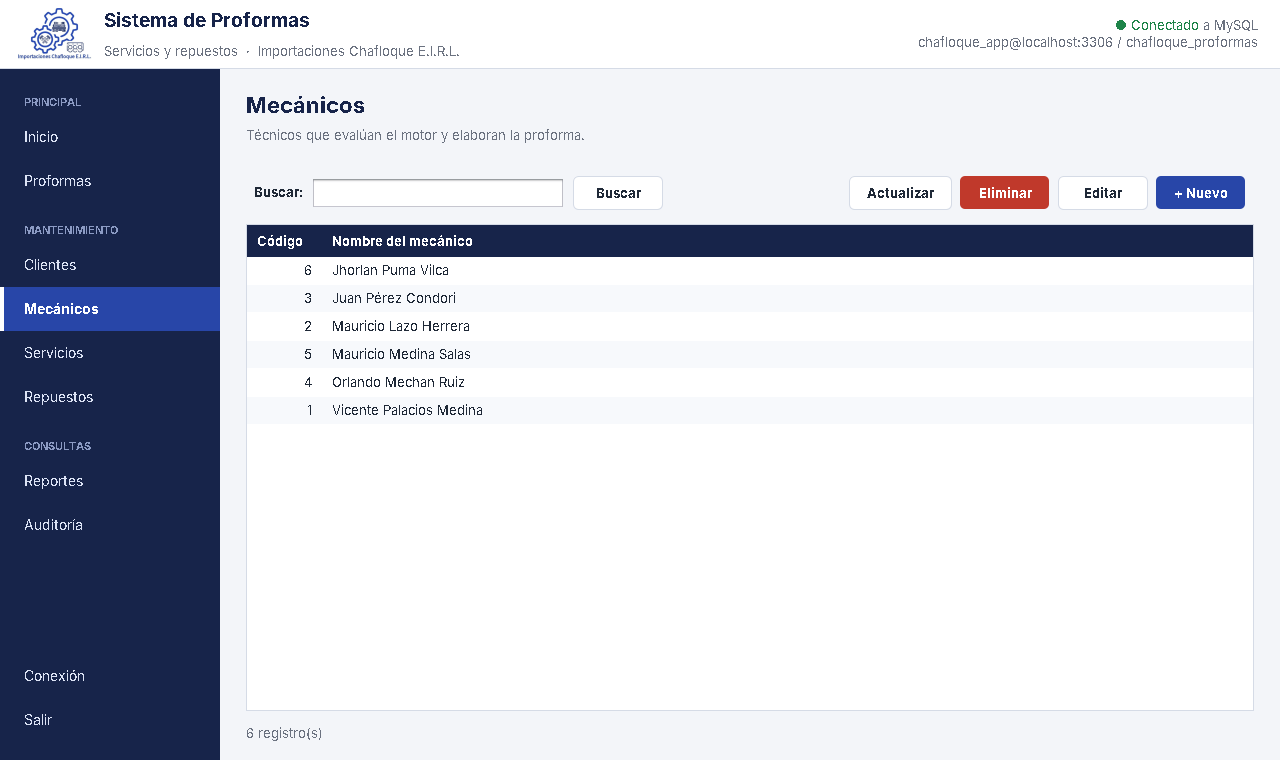 Importaciones Chafloque E.I.R.L.
Sistema de Proformas
Servicios y repuestos · Importaciones Chafloque E.I.R.L.
Conectado a MySQL
chafloque_app@localhost:3306 / chafloque_proformas
PRINCIPAL
Inicio
Proformas
MANTENIMIENTO
Clientes
Mecánicos
Servicios
Repuestos
CONSULTAS
Reportes
Auditoría
Conexión
Salir
Mecánicos
Técnicos que evalúan el motor y elaboran la proforma.
Buscar: Buscar Actualizar Eliminar Editar + Nuevo
Código Nombre del mecánico
6 Jhorlan Puma Vilca
3 Juan Pérez Condori
2 Mauricio Lazo Herrera
5 Mauricio Medina Salas
4 Orlando Mechan Ruiz
1 Vicente Palacios Medina
6 registro(s)